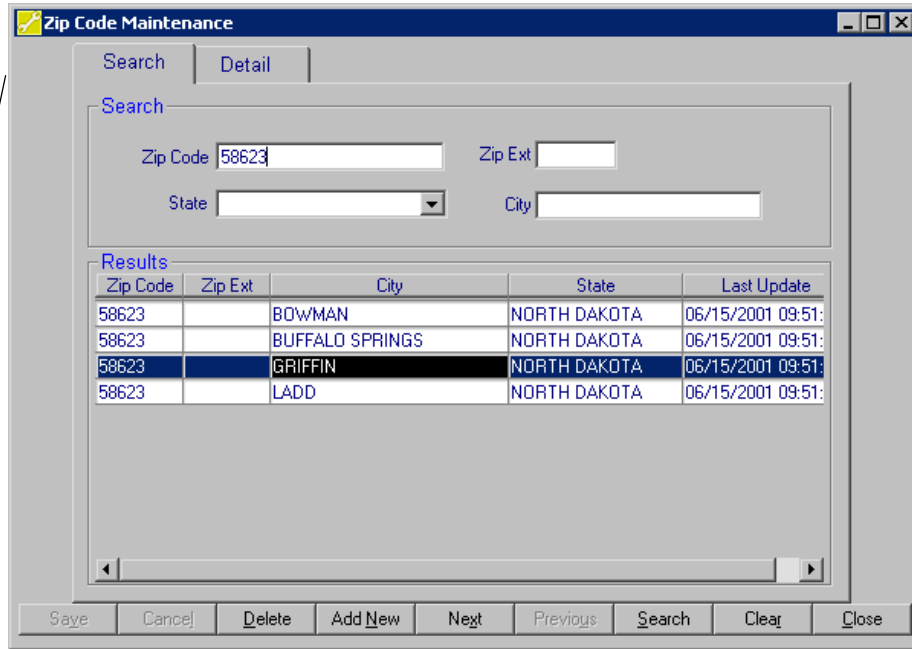 Zip Code Maintenance
Search Detail
Search
Zip Code 58623 Zip Ext
State City
Results
Zip Code Zip Ext City State Last Update
58623 BOWMAN NORTH DAKOTA 06/15/2001 09:51:
58623 BUFFALO SPRINGS NORTH DAKOTA 06/15/2001 09:51:
58623 GRIFFIN NORTH DAKOTA 06/15/2001 09:51:
58623 LADD NORTH DAKOTA 06/15/2001 09:51:
Save Cancel Delete Add New Next Previous Search Clear Close